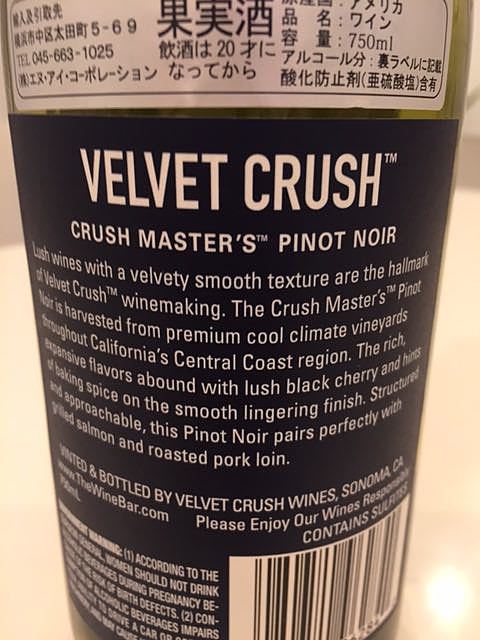 輸入及引取先
横浜市中区太田町5-69
TEL.045-663-1025
(株)エヌ・アイ・コーポレーション
果実酒
飲酒は20才に
なってから
原産国:アメリカ
品 名:ワイン
容 量:750ml
アルコール分:裏ラベルに記載
酸化防止剤(亜硫酸塩)含有
VELVET CRUSH™
CRUSH MASTER'S™ PINOT NOIR
Lush wines with a velvety smooth texture are the hallmark
of Velvet Crush™ winemaking. The Crush Master's™ Pinot
Noir is harvested from premium cool climate vineyards
throughout California's Central Coast region. The rich,
expansive flavors abound with lush black cherry and hints
of baking spice on the smooth lingering finish. Structured
and approachable, this Pinot Noir pairs perfectly with
grilled salmon and roasted pork loin.
VINTED & BOTTLED BY VELVET CRUSH WINES, SONOMA, CA
www.TheWineBar.com Please Enjoy Our Wines Responsibly
750mL CONTAINS SULFITES
GOVERNMENT WARNING: (1) ACCORDING TO THE
GENERAL, WOMEN SHOULD NOT DRINK
BEVERAGES DURING PREGNANCY BE-
RISK OF BIRTH DEFECTS. (2) CON-
ALCOHOLIC BEVERAGES IMPAIRS
TO DRIVE A CAR OR
AND MAY CAUSE